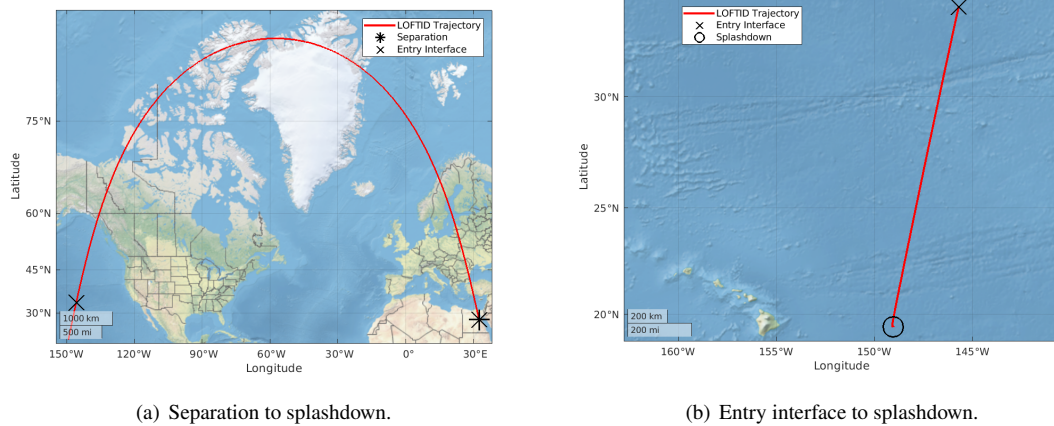 LOFTID Trajectory
Separation
Entry Interface
75°N
60°N
45°N
30°N
Latitude
1000 km
500 mi
150°W 120°W 90°W 60°W 30°W 0° 30°E
Longitude
(a) Separation to splashdown.
LOFTID Trajectory
Entry Interface
Splashdown
30°N
25°N
20°N
Latitude
200 km
200 mi
160°W 155°W 150°W 145°W
Longitude
(b) Entry interface to splashdown.